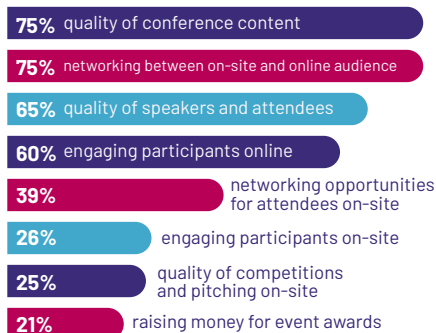 75% quality of conference content
75% networking between on-site and online audience
65% quality of speakers and attendees
60% engaging participants online
39% networking opportunities
for attendees on-site
26% engaging participants on-site
25% quality of competitions
and pitching on-site
21% raising money for event awards